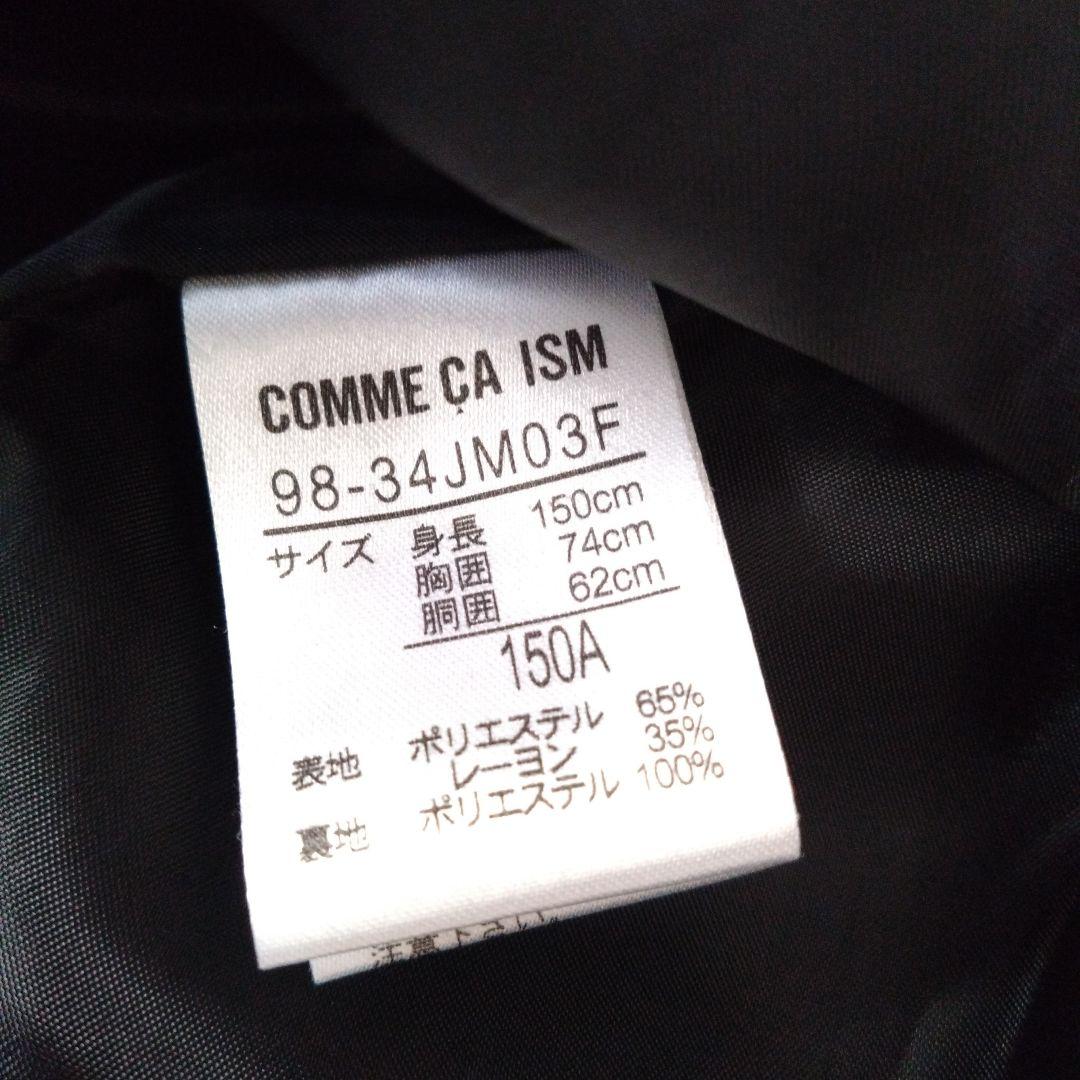 COMME ÇA ISM
98-34JM03F
サイズ 身長 150cm
胸囲 74cm
胴囲 62cm
150A
表地 ポリエステル 65%
レーヨン 35%
裏地 ポリエステル 100%